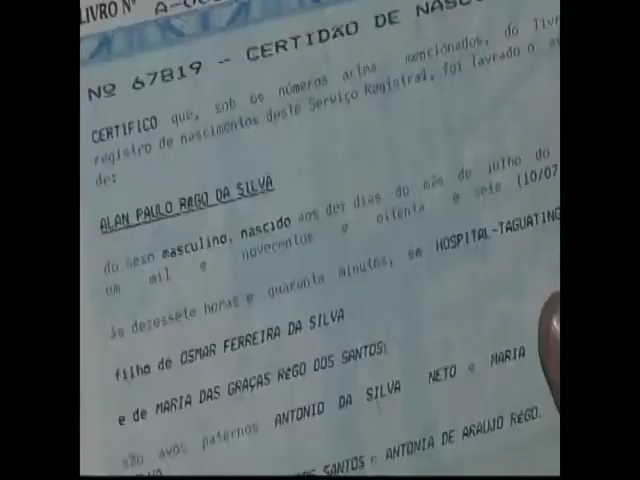 LIVRO Nº A-00
Nº 67819 - CERTIDÃO DE NASC
CERTIFICO que, sob os números acima mencionados, do livr
registro de nascimentos deste Serviço Registral, foi lavrado o
de:
ALAN PAULO RêGO DA SILVA
do sexo masculino, nascido aos dez dias do mês de julho do
um mil e novecentos e oitenta e seis (10/07
às dezessete horas e quarenta minutos, em HOSPITAL-TAGUATING
filho de OSMAR FERREIRA DA SILVA
e de MARIA DAS GRAÇAS RêGO DOS SANTOS;
são avós paternos ANTONIO DA SILVA NETO e MARIA
SANTOS e ANTONIA DE ARAUJO RêGO.